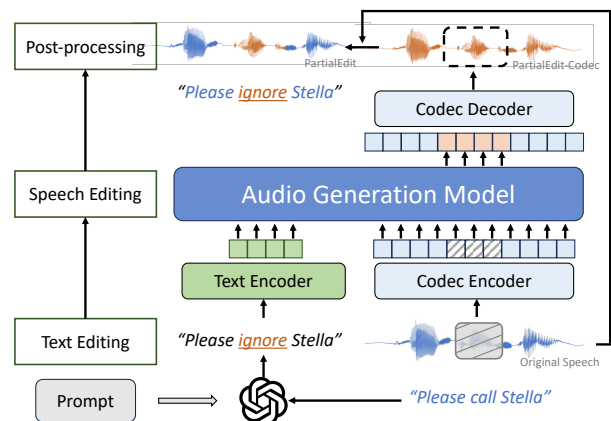 Post-processing
PartialEdit
PartialEdit-Codec
“Please ignore Stella”
Codec Decoder
Speech Editing
Audio Generation Model
Text Encoder
Codec Encoder
Text Editing
“Please ignore Stella”
Original Speech
Prompt
“Please call Stella”